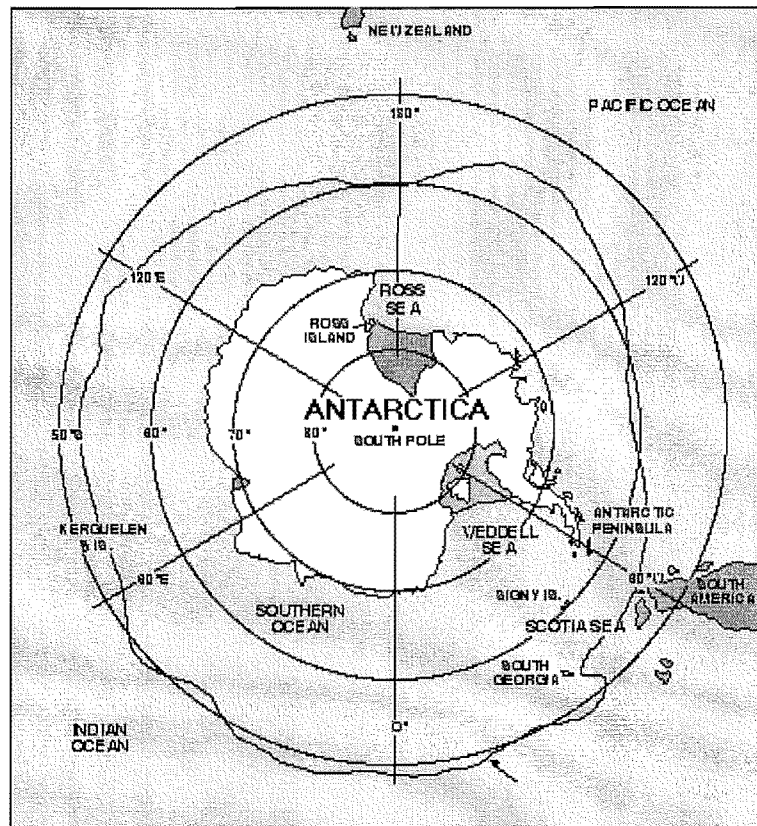 NEW ZEALAND
PACIFIC OCEAN
180°
120°E
120°W
ROSS
SEA
ROSS
ISLAND
ANTARCTICA
SOUTH POLE
60°
70°
80°
KERGUELEN
IS.
ANTARCTIC
PENINSULA
WEDDELL
SEA
60°E
60°W
SOUTH
AMERICA
SIGNY IS.
SOUTHERN
OCEAN
SCOTIA SEA
SOUTH
GEORGIA
0°
INDIAN
OCEAN